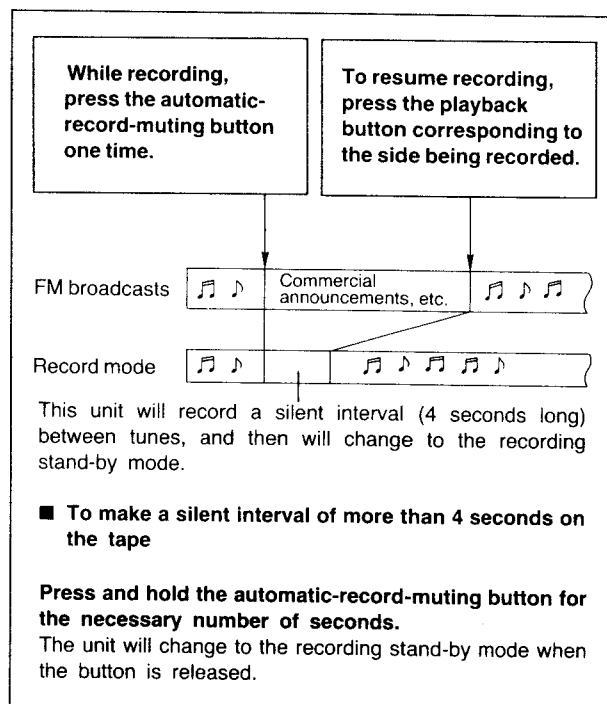 While recording,
press the automatic-
record-muting button
one time.
To resume recording,
press the playback
button corresponding to
the side being recorded.
FM broadcasts
Commercial
announcements, etc.
Record mode
This unit will record a silent interval (4 seconds long)
between tunes, and then will change to the recording
stand-by mode.
■ To make a silent interval of more than 4 seconds on
the tape
Press and hold the automatic-record-muting button for
the necessary number of seconds.
The unit will change to the recording stand-by mode when
the button is released.